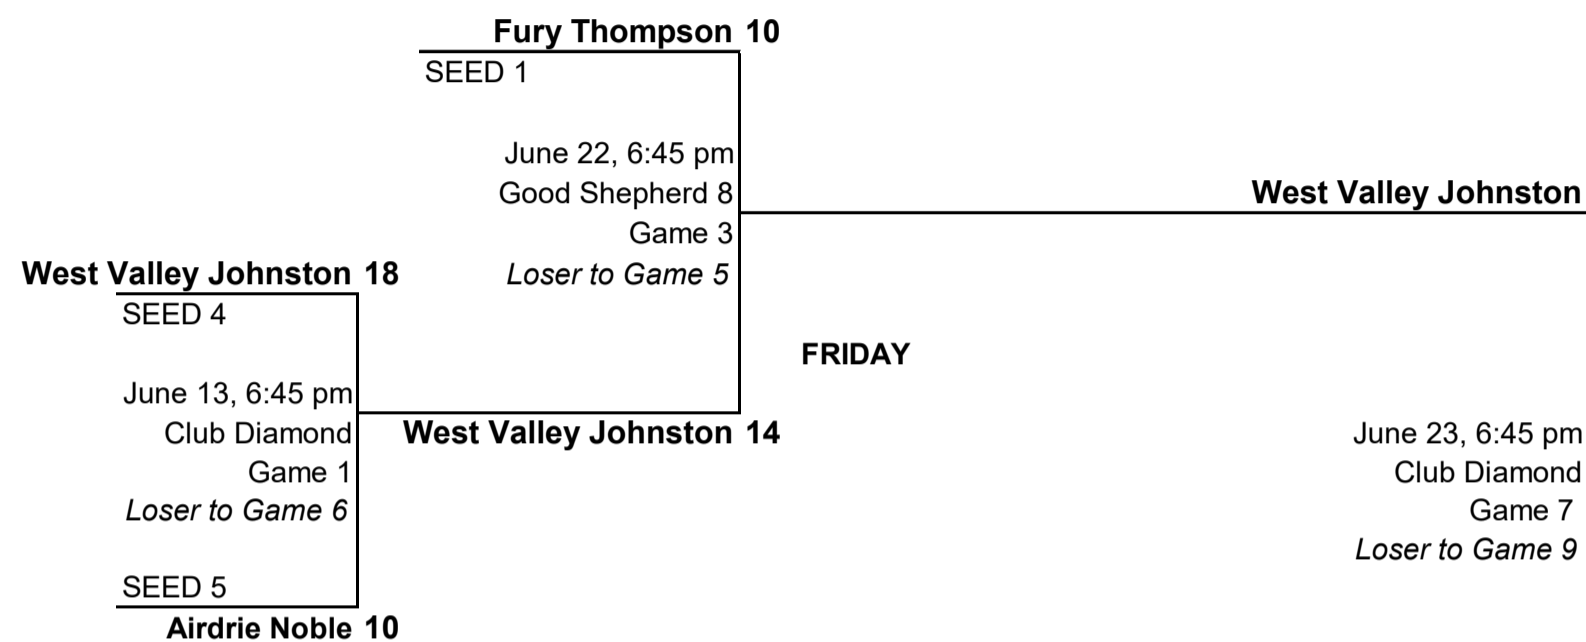 Fury Thompson 10
SEED 1
June 22, 6:45 pm
Good Shepherd 8
Game 3
Loser to Game 5
West Valley Johnston
West Valley Johnston 18
SEED 4
FRIDAY
June 13, 6:45 pm
Club Diamond
Game 1
Loser to Game 6
West Valley Johnston 14
June 23, 6:45 pm
Club Diamond
Game 7
Loser to Game 9
SEED 5
Airdrie Noble 10